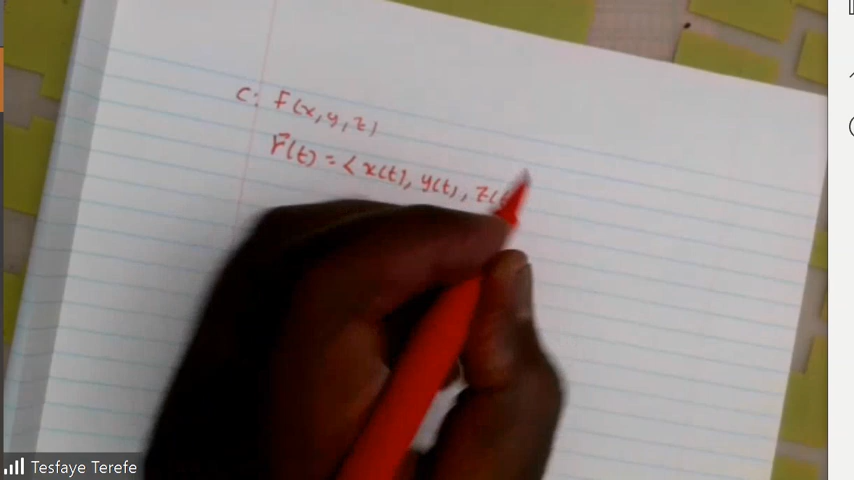 C: F(x, y, z)
r⃗(t) = ⟨ x(t), y(t), z(t
Tesfaye Terefe